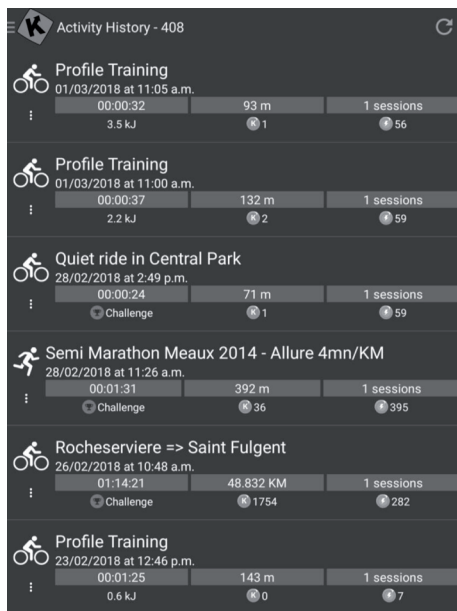 K Activity History - 408
Profile Training
01/03/2018 at 11:05 a.m.
00:00:32 93 m 1 sessions
3.5 kJ K 1 56
Profile Training
01/03/2018 at 11:00 a.m.
00:00:37 132 m 1 sessions
2.2 kJ K 2 59
Quiet ride in Central Park
28/02/2018 at 2:49 p.m.
00:00:24 71 m 1 sessions
Challenge K 1 59
Semi Marathon Meaux 2014 - Allure 4mn/KM
28/02/2018 at 11:26 a.m.
00:01:31 392 m 1 sessions
Challenge K 36 395
Rocheserviere => Saint Fulgent
26/02/2018 at 10:48 a.m.
01:14:21 48.832 KM 1 sessions
Challenge K 1754 282
Profile Training
23/02/2018 at 12:46 p.m.
00:01:25 143 m 1 sessions
0.6 kJ K 0 7